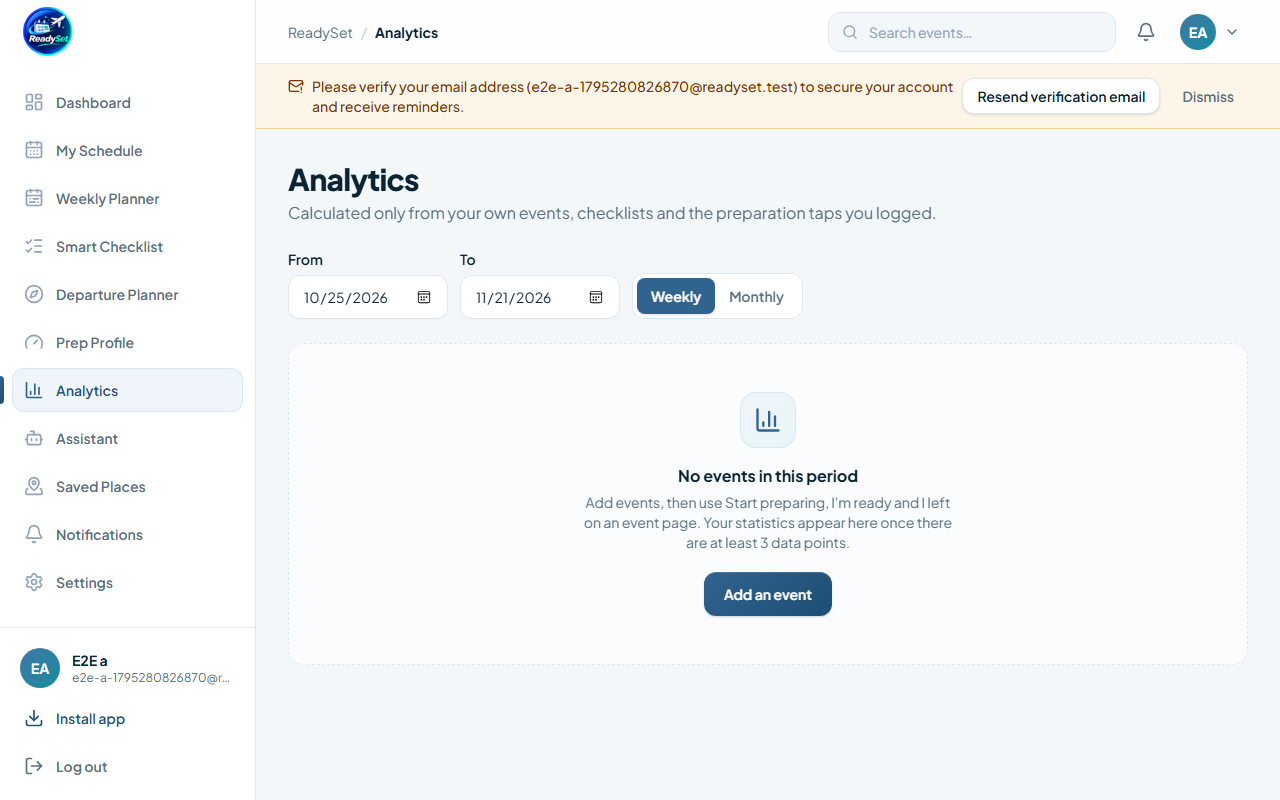 ReadySet
Dashboard
My Schedule
Weekly Planner
Smart Checklist
Departure Planner
Prep Profile
Analytics
Assistant
Saved Places
Notifications
Settings
EA
E2E a
e2e-a-1795280826870@r...
Install app
Log out
ReadySet / Analytics
Search events...
EA
Please verify your email address (e2e-a-1795280826870@readyset.test) to secure your account
and receive reminders.
Resend verification email
Dismiss
Analytics
Calculated only from your own events, checklists and the preparation taps you logged.
From
To
10/25/2026
11/21/2026
Weekly
Monthly
No events in this period
Add events, then use Start preparing, I'm ready and I left
on an event page. Your statistics appear here once there
are at least 3 data points.
Add an event